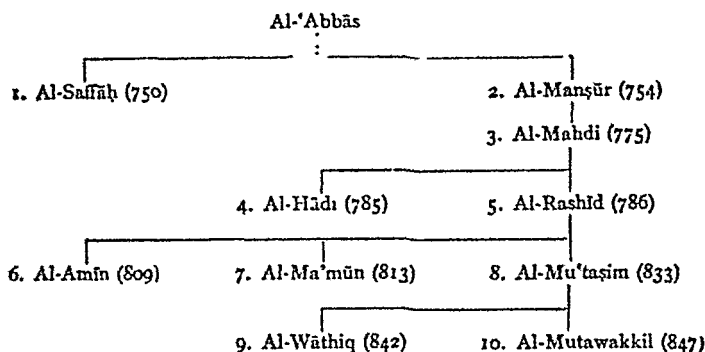 Al-‘Abbās
1. Al-Saffāḥ (750) 2. Al-Manṣūr (754)
3. Al-Mahdi (775)
4. Al-Hādı (785) 5. Al-Rashīd (786)
6. Al-Amīn (809) 7. Al-Ma’mūn (813) 8. Al-Mu‘taṣim (833)
9. Al-Wāthiq (842) 10. Al-Mutawakkil (847)